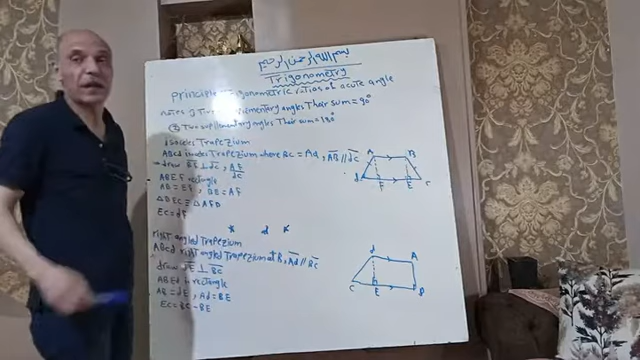 بسم الله الرحمن الرحيم
Trigonometry
principle Trigonometric ratios of acute angle
notes ① Two complementary angles Their sum = 90°
② Two supplementary angles Their sum = 180°
isosceles Trapezium
ABCd isosceles Trapezium where BC = Ad, AB // dC
draw BE ⊥ dC, AF
dC
ABEF rectangle
AB = EF, BE = AF
Δ BEC ≡ Δ AFD
EC = dF
A B
d F E C
right angled Trapezium
ABCd right angled Trapezium at B, Ad // BC
draw dE ⊥ BC
ABEd is rectangle
AB = dE, Ad = BE
EC = BC - BE
d A
C E B